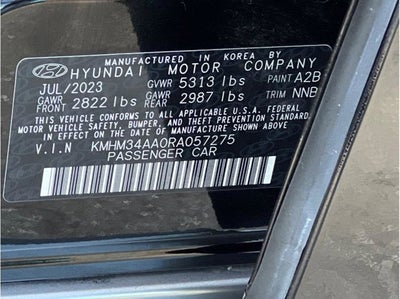 MANUFACTURED IN KOREA BY
HYUNDAI MOTOR COMPANY
JUL/2023 GVWR 5313 lbs PAINT A2B
GAWR FRONT 2822 lbs GAWR REAR 2987 lbs TRIM NNB
THIS VEHICLE CONFORMS TO ALL APPLICABLE U.S.A. FEDERAL
MOTOR VEHICLE SAFETY, BUMPER, AND THEFT PREVENTION STANDARDS
IN EFFECT ON THE DATE OF MANUFACTURE SHOWN ABOVE.
V.I.N KMHM34AA0RA057275
PASSENGER CAR